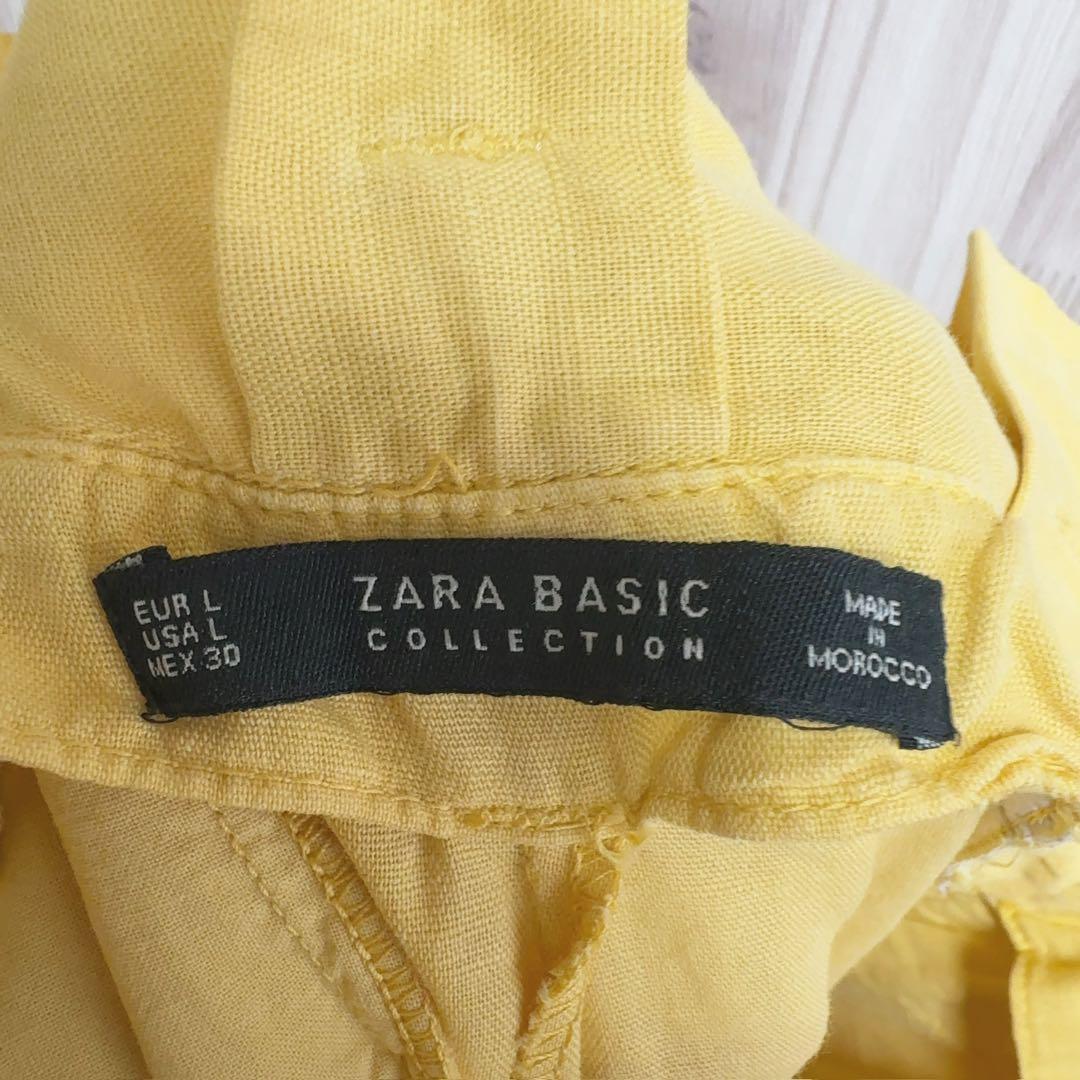 EUR L
USA L
MEX 30
ZARA BASIC
COLLECTION
MADE
IN
MOROCCO